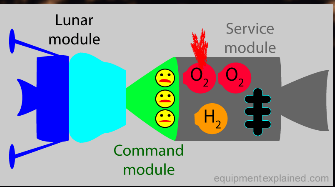 Lunar
module
Service
module
O2 O2
H2
Command
module
equipmentexplained.com